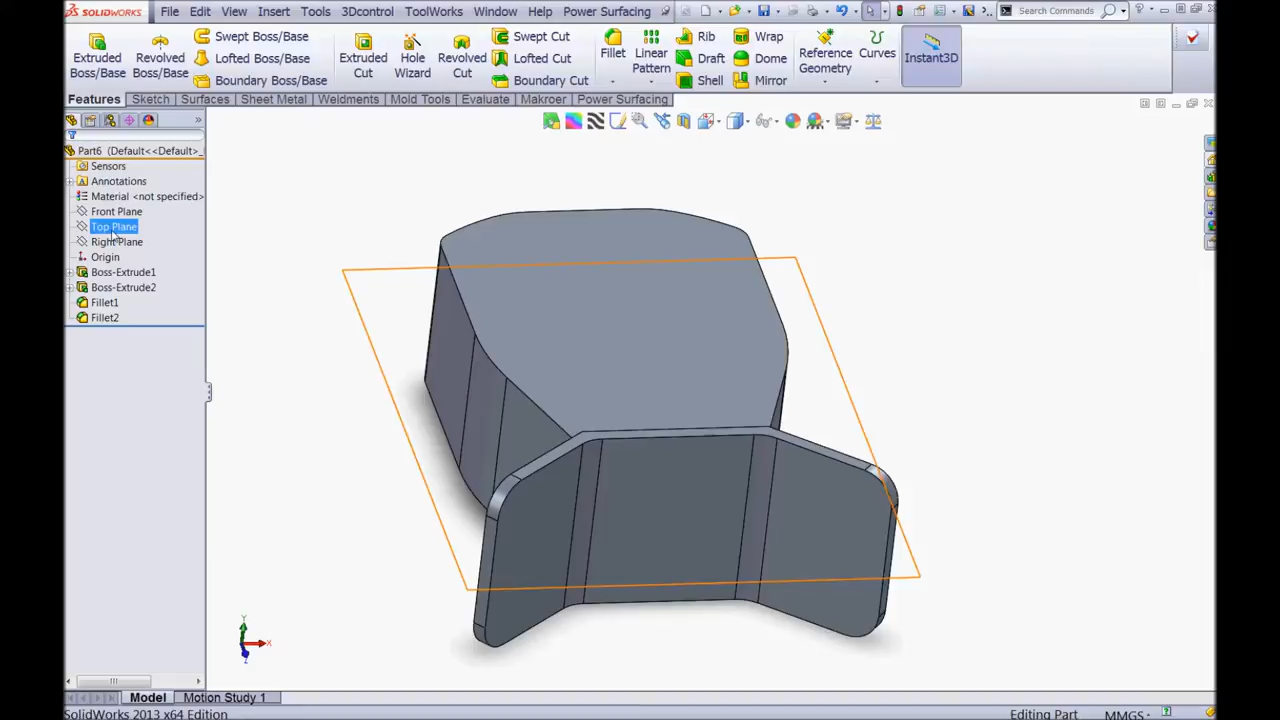 SOLIDWORKS File Edit View Insert Tools 3Dcontrol ToolWorks Window Help Power Surfacing Search Commands
Extruded Boss/Base
Revolved Boss/Base
Swept Boss/Base
Lofted Boss/Base
Boundary Boss/Base
Extruded Cut
Hole Wizard
Revolved Cut
Swept Cut
Lofted Cut
Boundary Cut
Fillet
Linear Pattern
Rib
Draft
Shell
Wrap
Dome
Mirror
Reference Geometry
Curves
Instant3D
Features Sketch Surfaces Sheet Metal Weldments Mold Tools Evaluate Makroer Power Surfacing
Part6 (Default<<Default>_
Sensors
Annotations
Material <not specified>
Front Plane
Top Plane
Right Plane
Origin
Boss-Extrude1
Boss-Extrude2
Fillet1
Fillet2
Y
X
Z
Model Motion Study 1
SolidWorks 2013 x64 Edition Editing Part MMGS